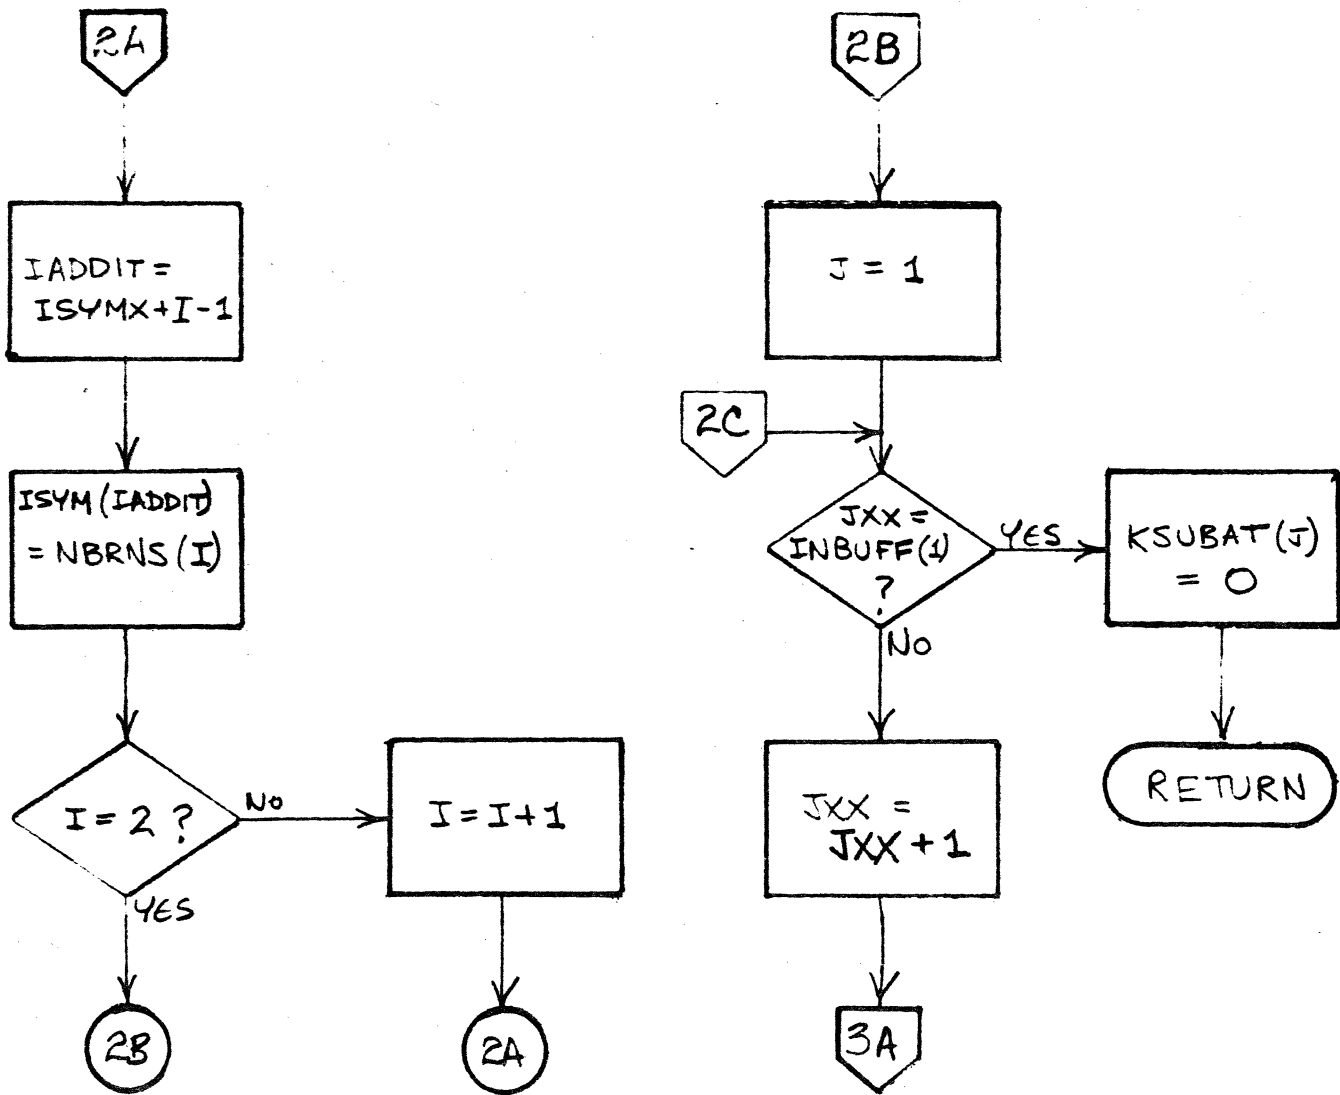 2A
IADDIT =
ISYMX+I-1
ISYM(IADDIT)
= NBRNS(I)
I = 2 ?
NO
I = I + 1
YES
2B
2A
2B
J = 1
2C
JXX =
INBUFF(1)
?
YES
KSUBAT(J)
= 0
NO
RETURN
JXX =
JXX + 1
3A